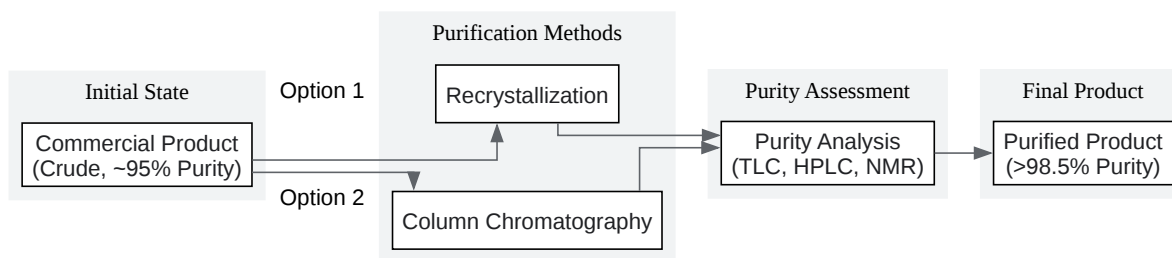 Purification Methods
Initial State
Option 1
Recrystallization
Purity Assessment
Final Product
Commercial Product
(Crude, ~95% Purity)
Purity Analysis
(TLC, HPLC, NMR)
Purified Product
(>98.5% Purity)
Option 2
Column Chromatography